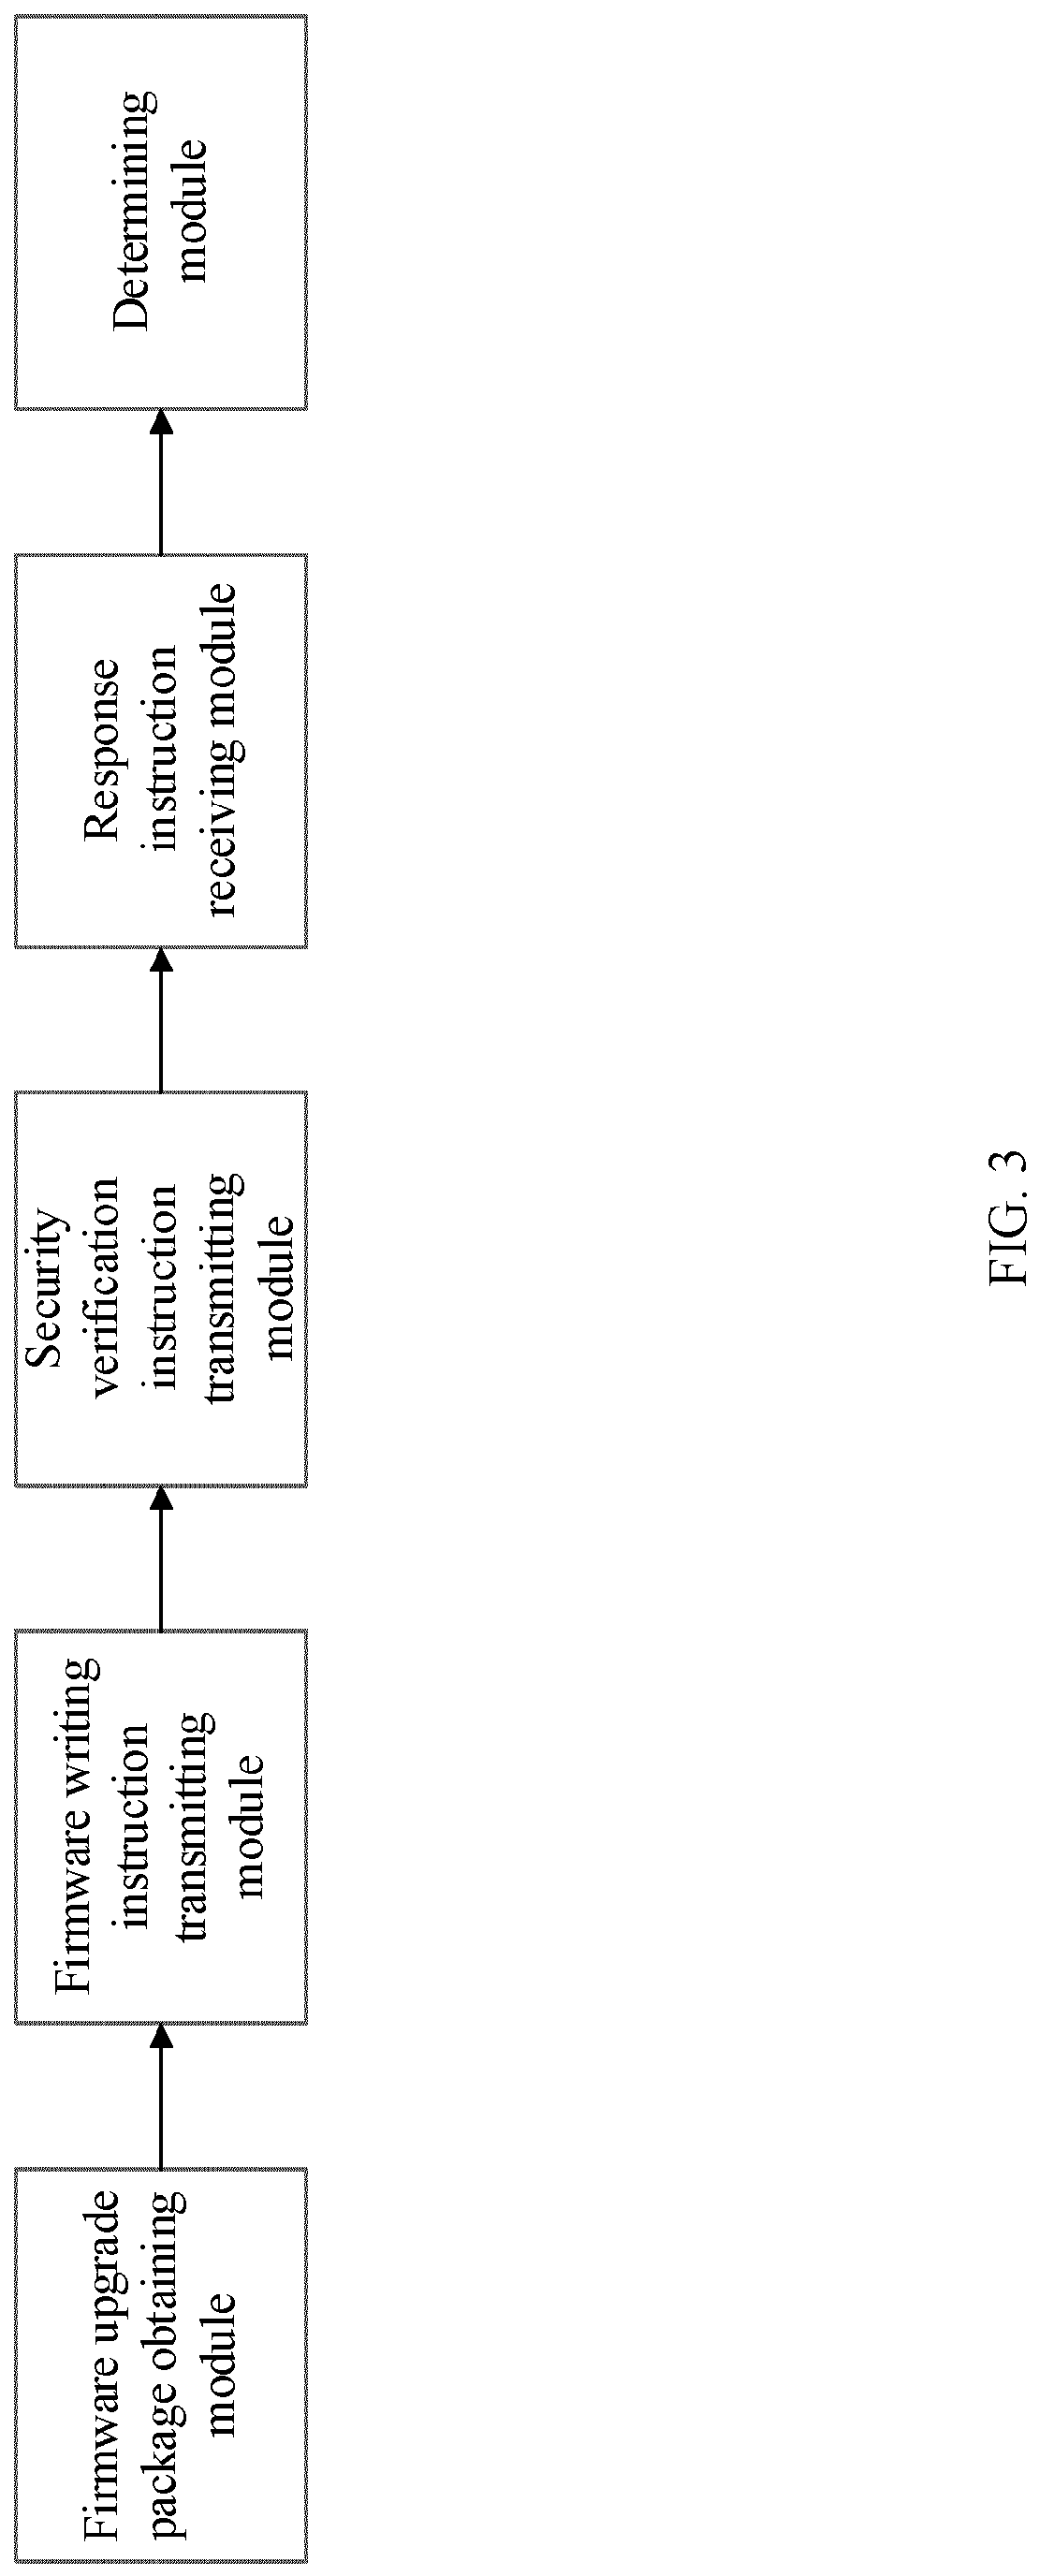 Firmware upgrade
package obtaining
module
Firmware writing
instruction
transmitting
module
Security
verification
instruction
transmitting
module
Response
instruction
receiving module
Determining
module
FIG. 3